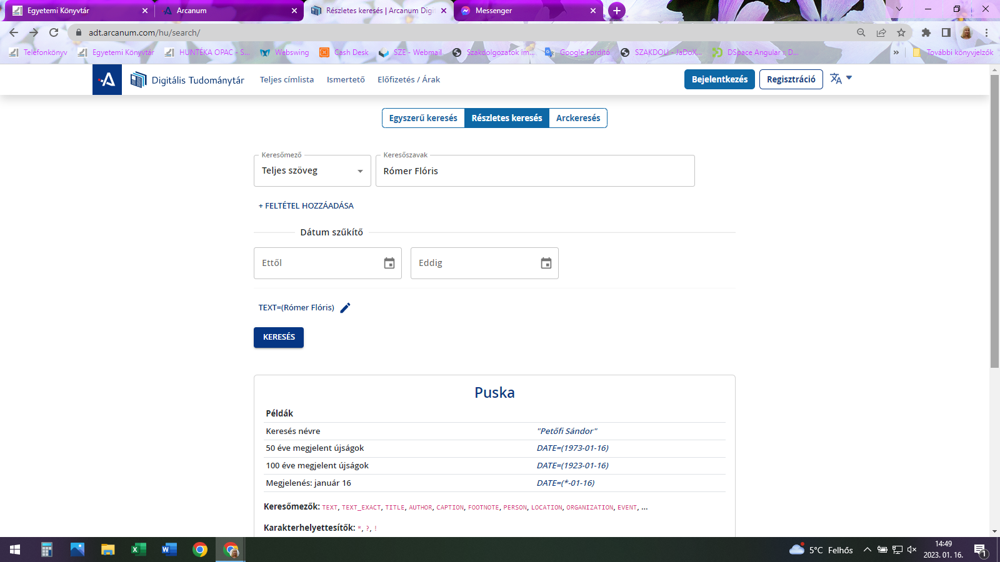 Egyetemi Könyvtár
Arcanum
Részletes keresés | Arcanum Digit
Messenger
adt.arcanum.com/hu/search/
Telefonkönyv
Egyetemi Könyvtár
HUNTÉKA OPAC - S...
Webswing
Cash Desk
SZE - Webmail
Szakdolgozatok im...
Google Fordító
SZAKDOLI - JaDoX...
DSpace Angular :: D...
»
További könyvjelzők
Digitális Tudománytár
Teljes címlista
Ismertető
Előfizetés / Árak
Bejelentkezés
Regisztráció
Egyszerű keresés
Részletes keresés
Arckeresés
Keresőmező
Keresőszavak
Teljes szöveg
Rómer Flóris
+ FELTÉTEL HOZZÁADÁSA
Dátum szűkítő
Ettől
Eddig
TEXT=(Rómer Flóris)
KERESÉS
Puska
Példák
Keresés névre "Petőfi Sándor"
50 éve megjelent újságok DATE=(1973-01-16)
100 éve megjelent újságok DATE=(1923-01-16)
Megjelenés: január 16 DATE=(*-01-16)
Keresőmezők: TEXT, TEXT_EXACT, TITLE, AUTHOR, CAPTION, FOOTNOTE, PERSON, LOCATION, ORGANIZATION, EVENT, ...
Karakterhelyettesítők: *, ?, !
5°C Felhős
14:49
2023. 01. 16.
1